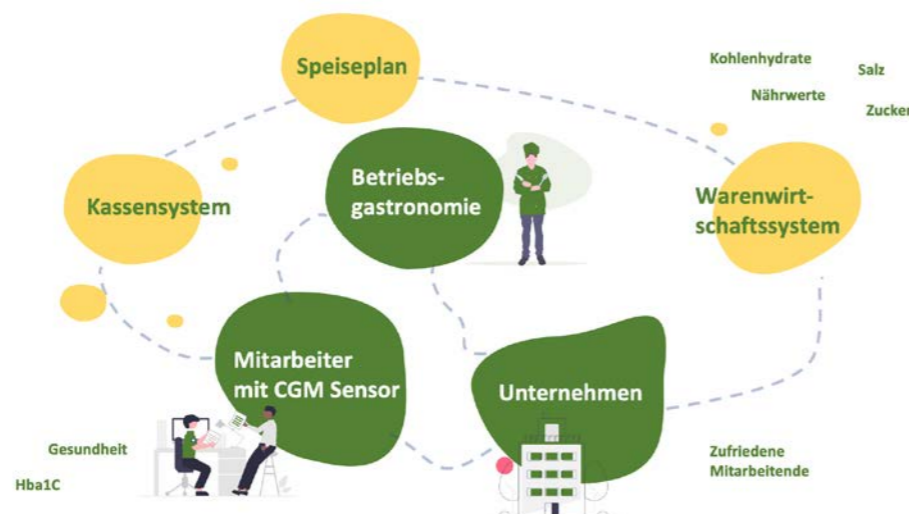 Speiseplan
Kohlenhydrate
Salz
Nährwerte
Zucker
Betriebs-
gastronomie
Kassensystem
Warenwirt-
schaftssystem
Mitarbeiter
mit CGM Sensor
Unternehmen
Gesundheit
Hba1C
Zufriedene
Mitarbeitende